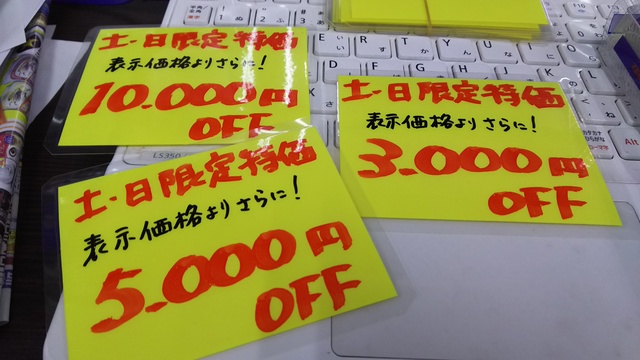 土・日限定特価
表示価格よりさらに!
10.000円
OFF
土・日限定特価
表示価格よりさらに!
3.000円
OFF
土・日限定特価
表示価格よりさらに!
5.000円
OFF
LS350
Alt